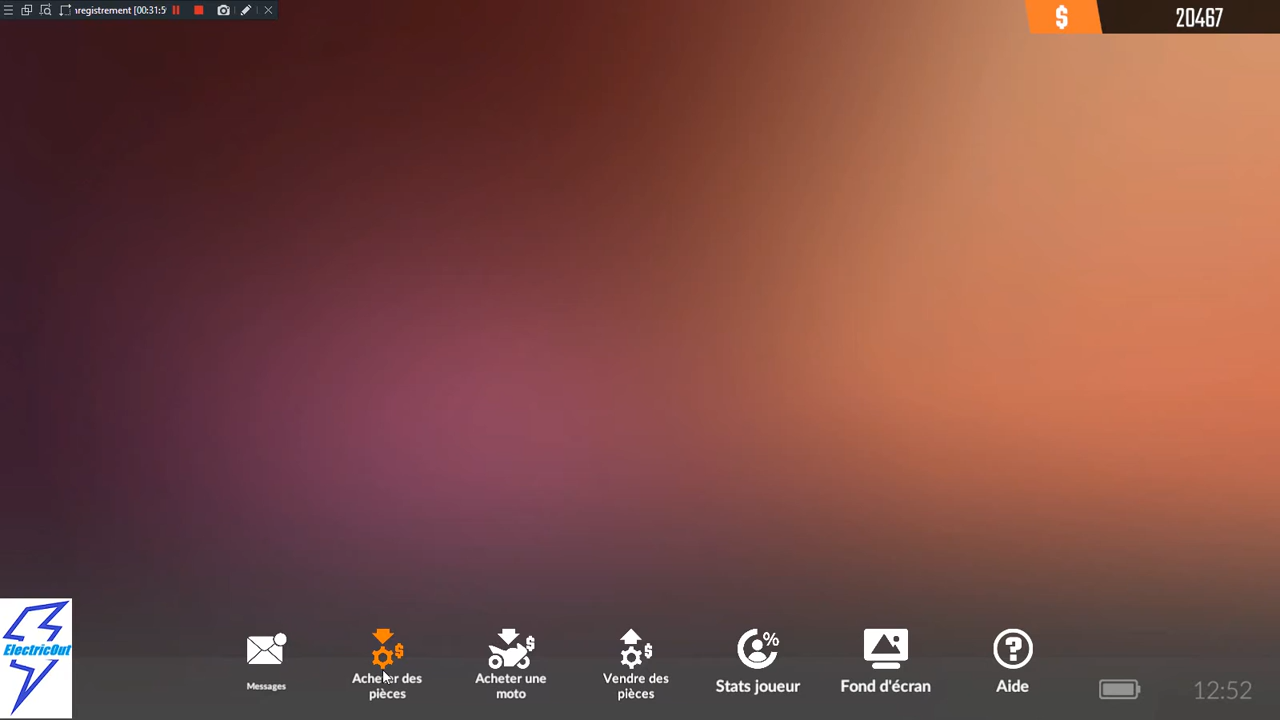 nregistrement [00:31:5
$ 20467
ElectricOut
Messages
Acheter des
pièces
$
Acheter une
moto
$
Vendre des
pièces
%
Stats joueur
Fond d'écran
?
Aide
12:52